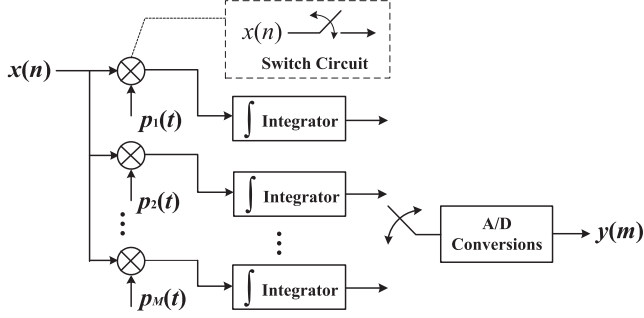 x(n)
Switch Circuit
x(n)
p1(t)
∫ Integrator
p2(t)
∫ Integrator
A/D
Conversions
y(m)
pM(t)
∫ Integrator